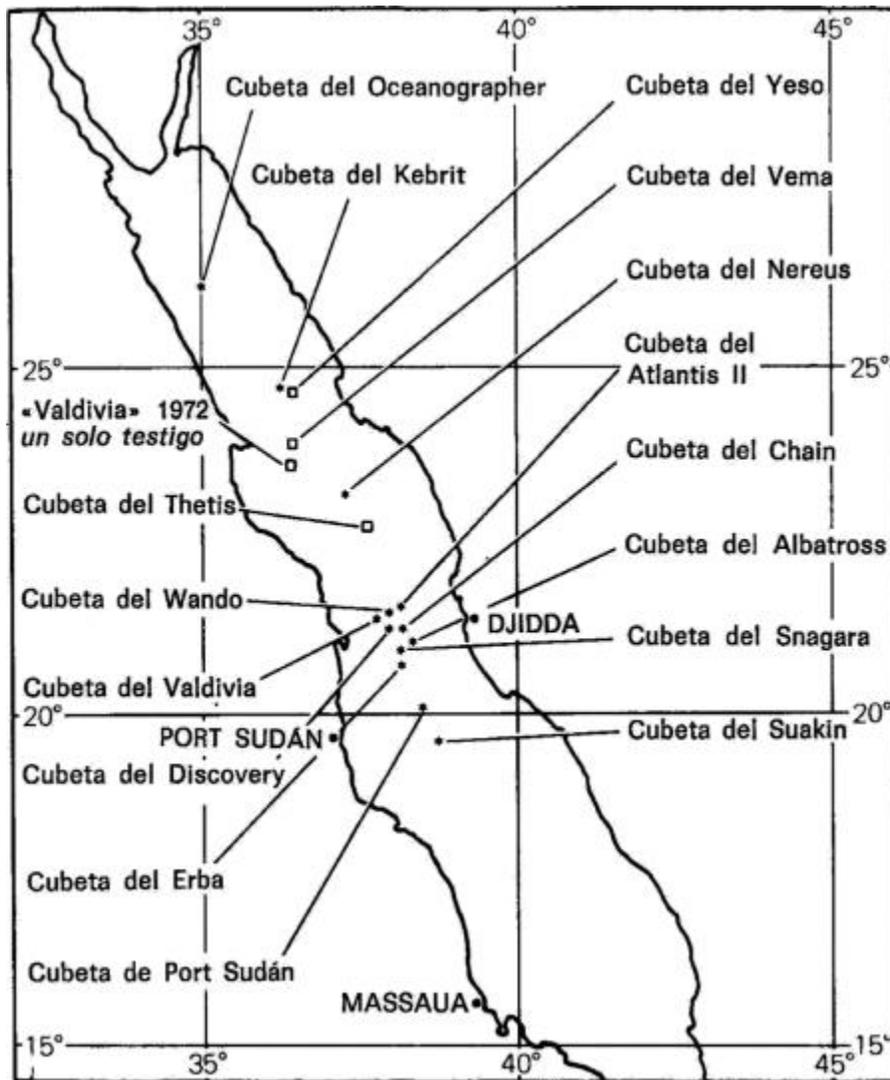 35°
40°
45°
Cubeta del Oceanographer
Cubeta del Yeso
Cubeta del Kebrit
Cubeta del Vema
Cubeta del Nereus
Cubeta del
Atlantis II
25°
25°
«Valdivia» 1972
un solo testigo
Cubeta del Chain
Cubeta del Thetis
Cubeta del Albatross
Cubeta del Wando
DJIDDA
Cubeta del Snagara
Cubeta del Valdivia
20°
20°
PORT SUDÁN
Cubeta del Suakin
Cubeta del Discovery
Cubeta del Erba
Cubeta de Port Sudán
MASSAUA
15°
15°
35°
40°
45°